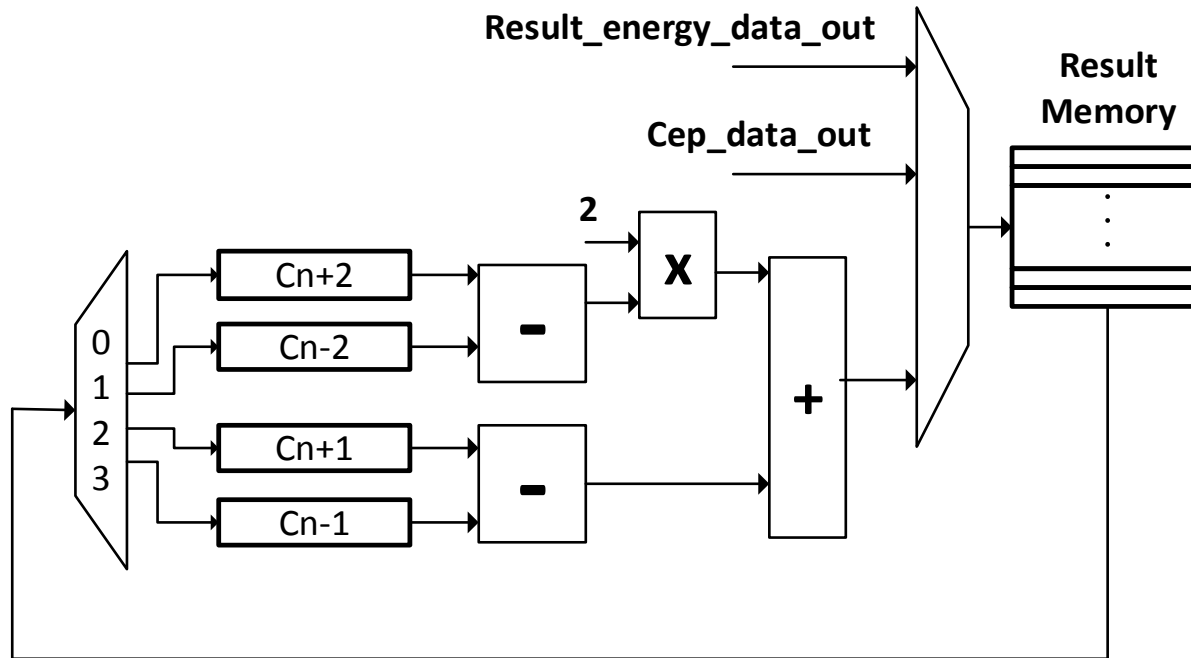 Result_energy_data_out
Result
Memory
Cep_data_out
2
X
Cn+2
-
0
Cn-2
1
+
2
Cn+1
3
-
Cn-1